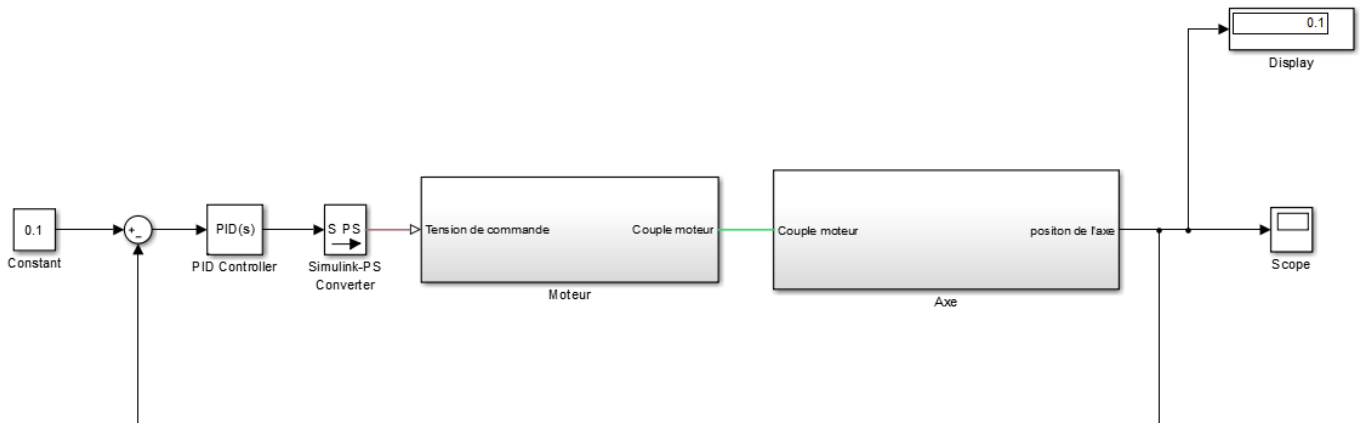 0.1
Display
0.1
Constant
+
-
PID(s)
PID Controller
S PS
Simulink-PS
Converter
Tension de commande
Couple moteur
Moteur
Couple moteur
positon de l'axe
Axe
Scope